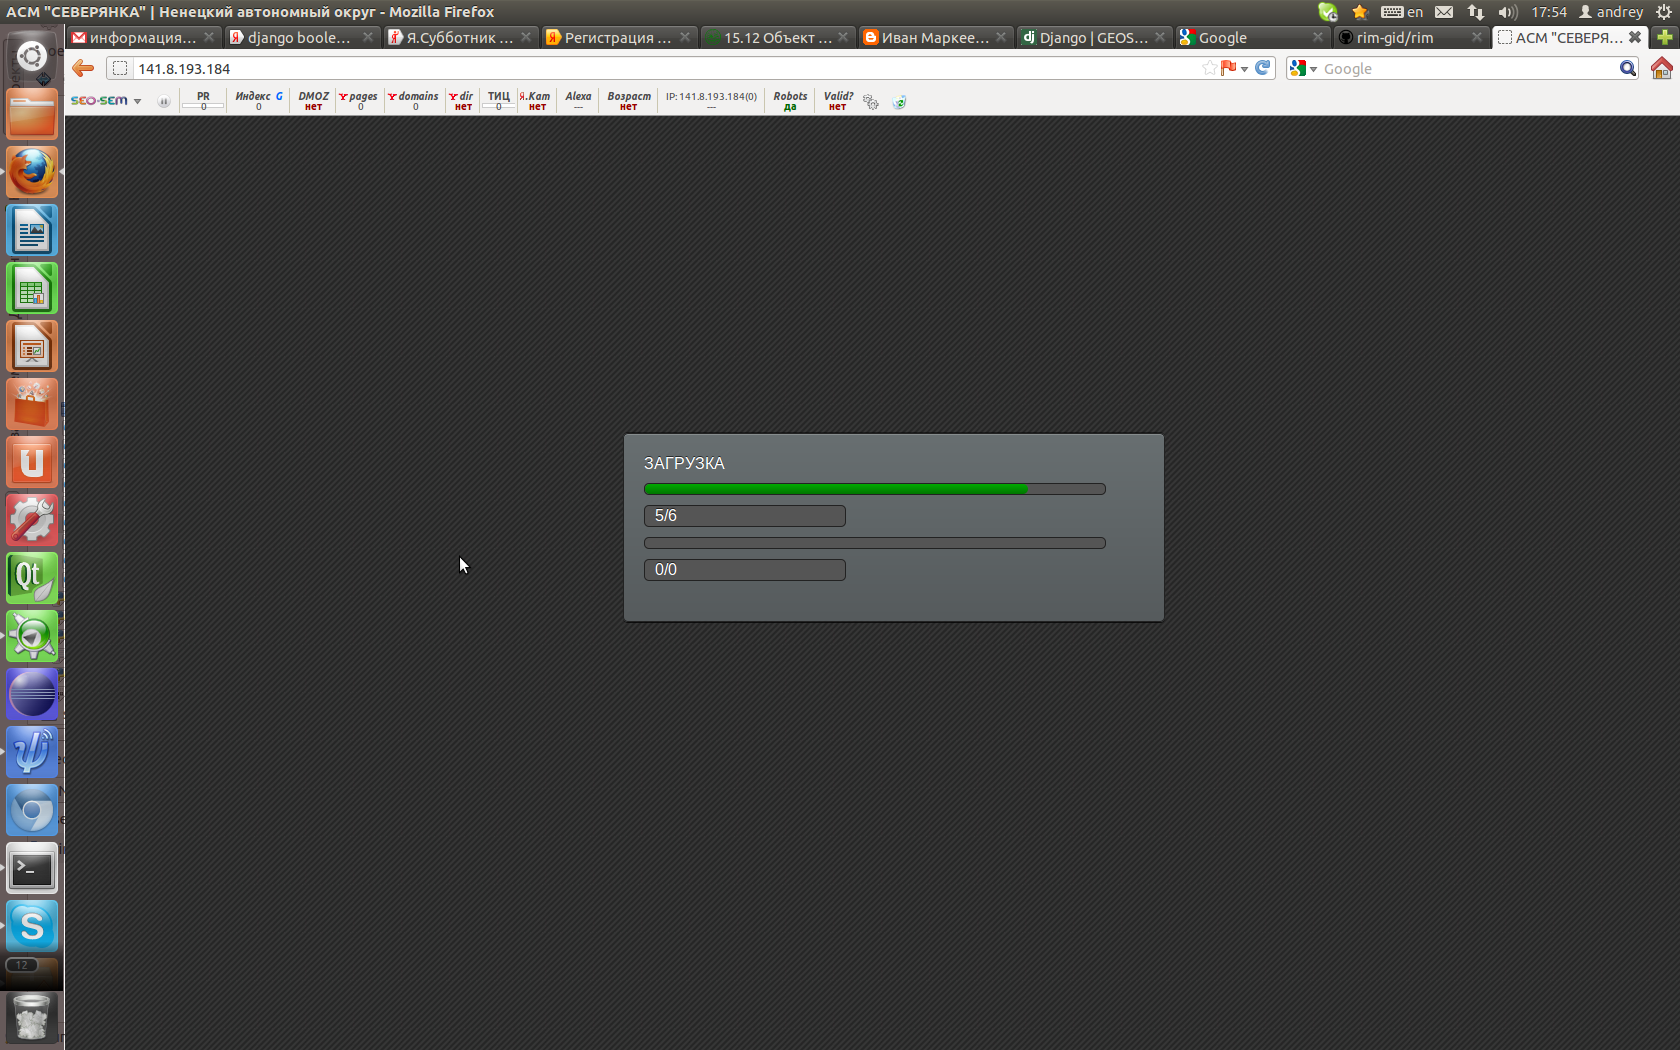 АСМ "СЕВЕРЯНКА" | Ненецкий автономный округ - Mozilla Firefox
en
17:54
andrey
информация...
django boole...
Я.Субботник ...
Регистрация ...
15.12 Объект ...
Иван Маркее...
Django | GEOS...
Google
rim-gid/rim
АСМ "СЕВЕРЯ...
141.8.193.184
Google
SEO·SEM
PR
0
Индекс G
0
DMOZ
нет
Y pages
0
Y domains
0
Y dir
нет
ТИЦ
0
Я.Кат
нет
Alexa
---
Возраст
нет
IP: 141.8.193.184(0)
---
Robots
да
Valid?
нет
ЗАГРУЗКА
5/6
0/0
Qt
12